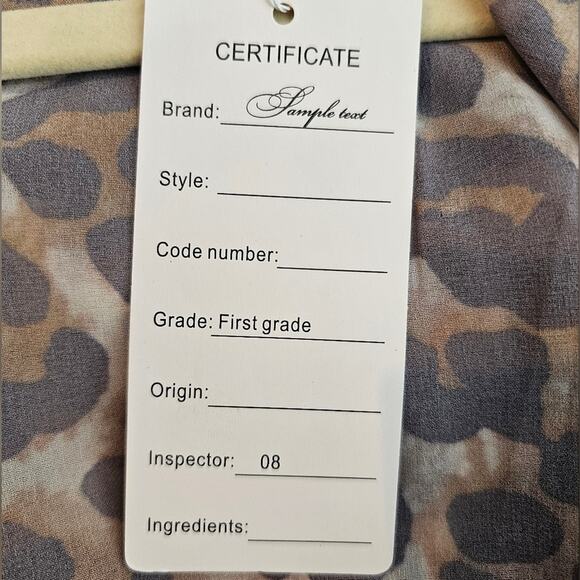 CERTIFICATE
Brand: Sample text
Style:
Code number:
Grade: First grade
Origin:
Inspector: 08
Ingredients: